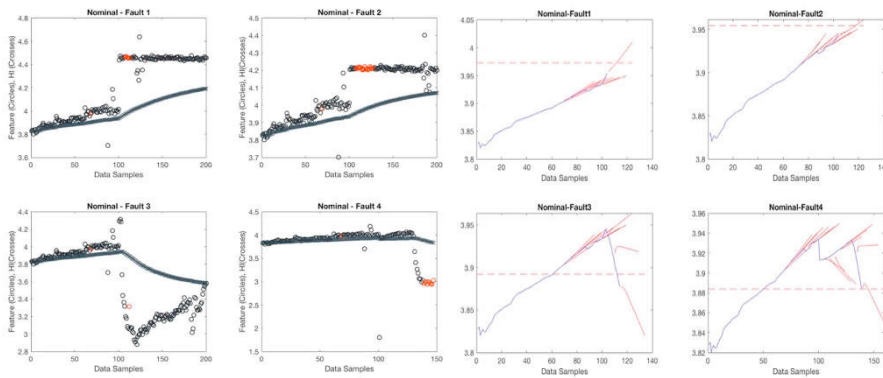 Nominal - Fault 1
4.8
4.6
4.4
4.2
4
3.8
3.6
0 50 100 150 200
Data Samples
Feature (Circles), HI(Crosses)
Nominal - Fault 2
4.5
4.4
4.3
4.2
4.1
4
3.9
3.8
3.7
0 50 100 150 200
Data Samples
Feature (Circles), HI(Crosses)
Nominal-Fault1
4.05
4
3.95
3.9
3.85
3.8
0 20 40 60 80 100 120 140
Data Samples
Nominal-Fault2
3.95
3.9
3.85
3.8
0 20 40 60 80 100 120 140
Data Samples
Nominal - Fault 3
4.4
4.2
4
3.8
3.6
3.4
3.2
3
2.8
0 50 100 150 200
Data Samples
Feature (Circles), HI(Crosses)
Nominal - Fault 4
4.5
4
3.5
3
2.5
2
1.5
0 50 100 150
Data Samples
Feature (Circles), HI(Crosses)
Nominal-Fault3
3.95
3.9
3.85
3.8
0 20 40 60 80 100 120 140
Data Samples
Nominal-Fault4
3.96
3.94
3.92
3.9
3.88
3.86
3.84
3.82
0 50 100 150
Data Samples